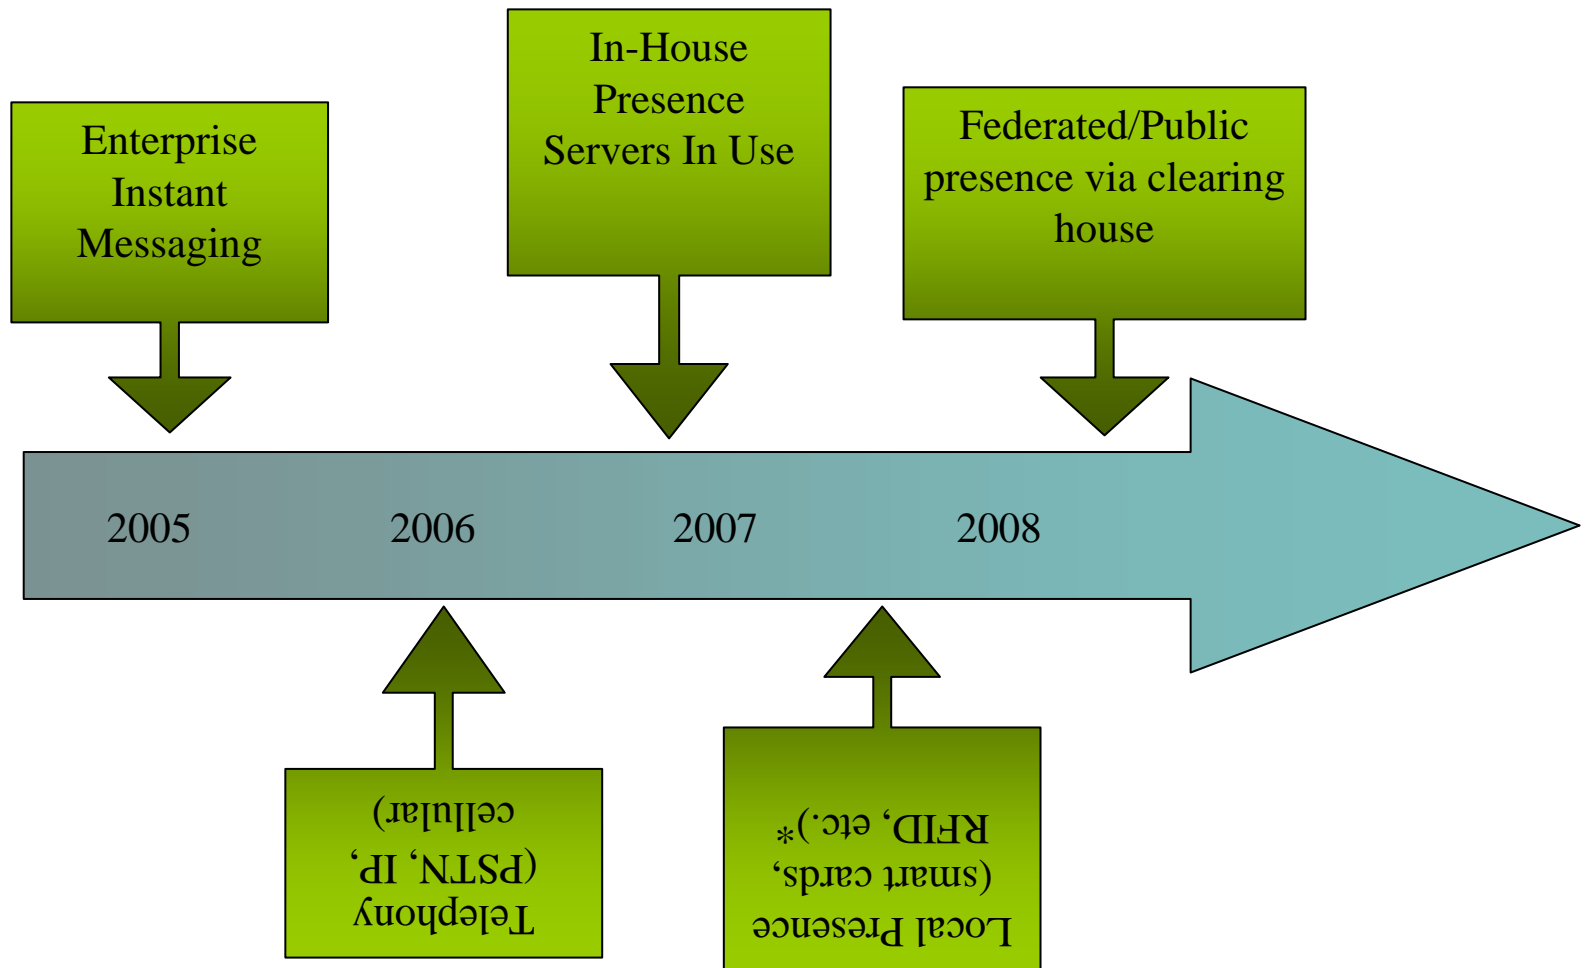 Enterprise
Instant
Messaging
In-House
Presence
Servers In Use
Federated/Public
presence via clearing
house
2005 2006 2007 2008
Telephony
(PSTN, IP,
cellular)
Local Presence
(smart cards,
RFID, etc.)*